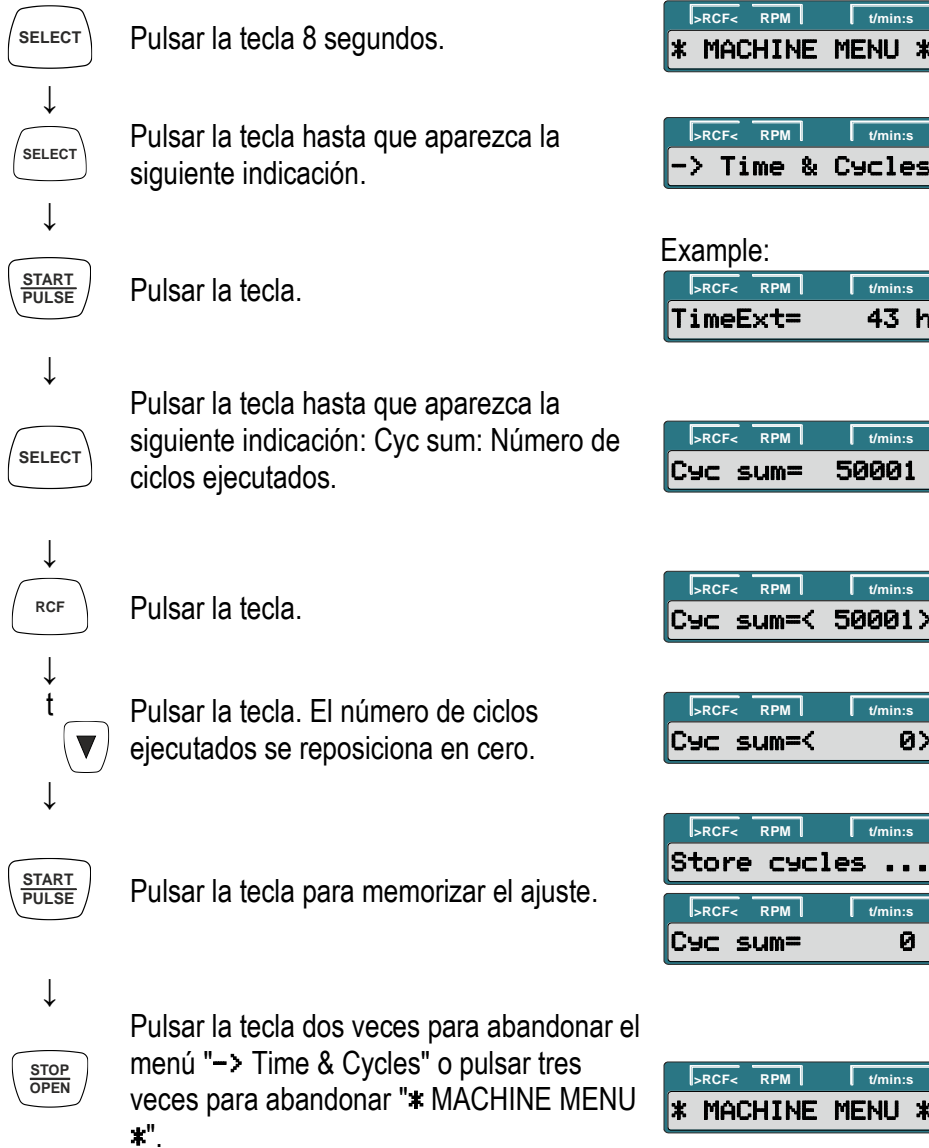 SELECT
Pulsar la tecla 8 segundos.
>RCF< RPM t/min:s
* MACHINE MENU *
↓
SELECT
Pulsar la tecla hasta que aparezca la
siguiente indicación.
>RCF< RPM t/min:s
-> Time & Cycles
↓
Example:
START
PULSE
Pulsar la tecla.
>RCF< RPM t/min:s
TimeExt= 43 h
↓
SELECT
Pulsar la tecla hasta que aparezca la
siguiente indicación: Cyc sum: Número de
ciclos ejecutados.
>RCF< RPM t/min:s
Cyc sum= 50001
↓
RCF
Pulsar la tecla.
>RCF< RPM t/min:s
Cyc sum=< 50001>
↓
t
▼
Pulsar la tecla. El número de ciclos
ejecutados se reposiciona en cero.
>RCF< RPM t/min:s
Cyc sum=< 0>
↓
START
PULSE
Pulsar la tecla para memorizar el ajuste.
>RCF< RPM t/min:s
Store cycles ...
>RCF< RPM t/min:s
Cyc sum= 0
↓
STOP
OPEN
Pulsar la tecla dos veces para abandonar el
menú "-> Time & Cycles" o pulsar tres
veces para abandonar "* MACHINE MENU
*".
>RCF< RPM t/min:s
* MACHINE MENU *